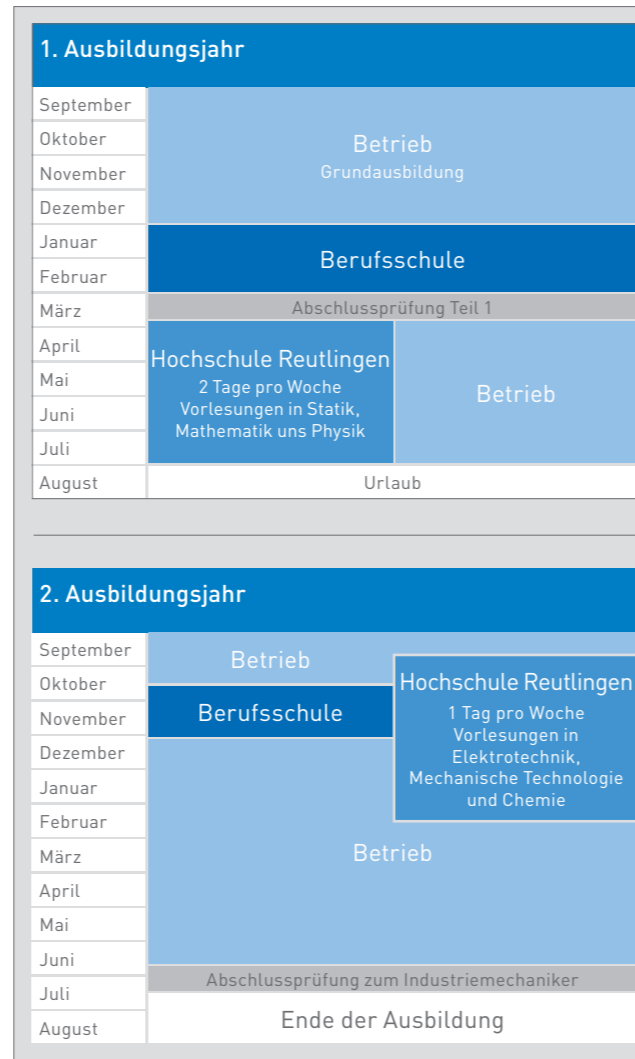 1. Ausbildungsjahr
September
Oktober
November
Dezember
Januar
Februar
März
April
Mai
Juni
Juli
August
Betrieb
Grundausbildung
Berufsschule
Abschlussprüfung Teil 1
Hochschule Reutlingen
2 Tage pro Woche
Vorlesungen in Statik,
Mathematik uns Physik
Betrieb
Urlaub
2. Ausbildungsjahr
September
Oktober
November
Dezember
Januar
Februar
März
April
Mai
Juni
Juli
August
Betrieb
Berufsschule
Hochschule Reutlingen
1 Tag pro Woche
Vorlesungen in
Elektrotechnik,
Mechanische Technologie
und Chemie
Betrieb
Abschlussprüfung zum Industriemechaniker
Ende der Ausbildung